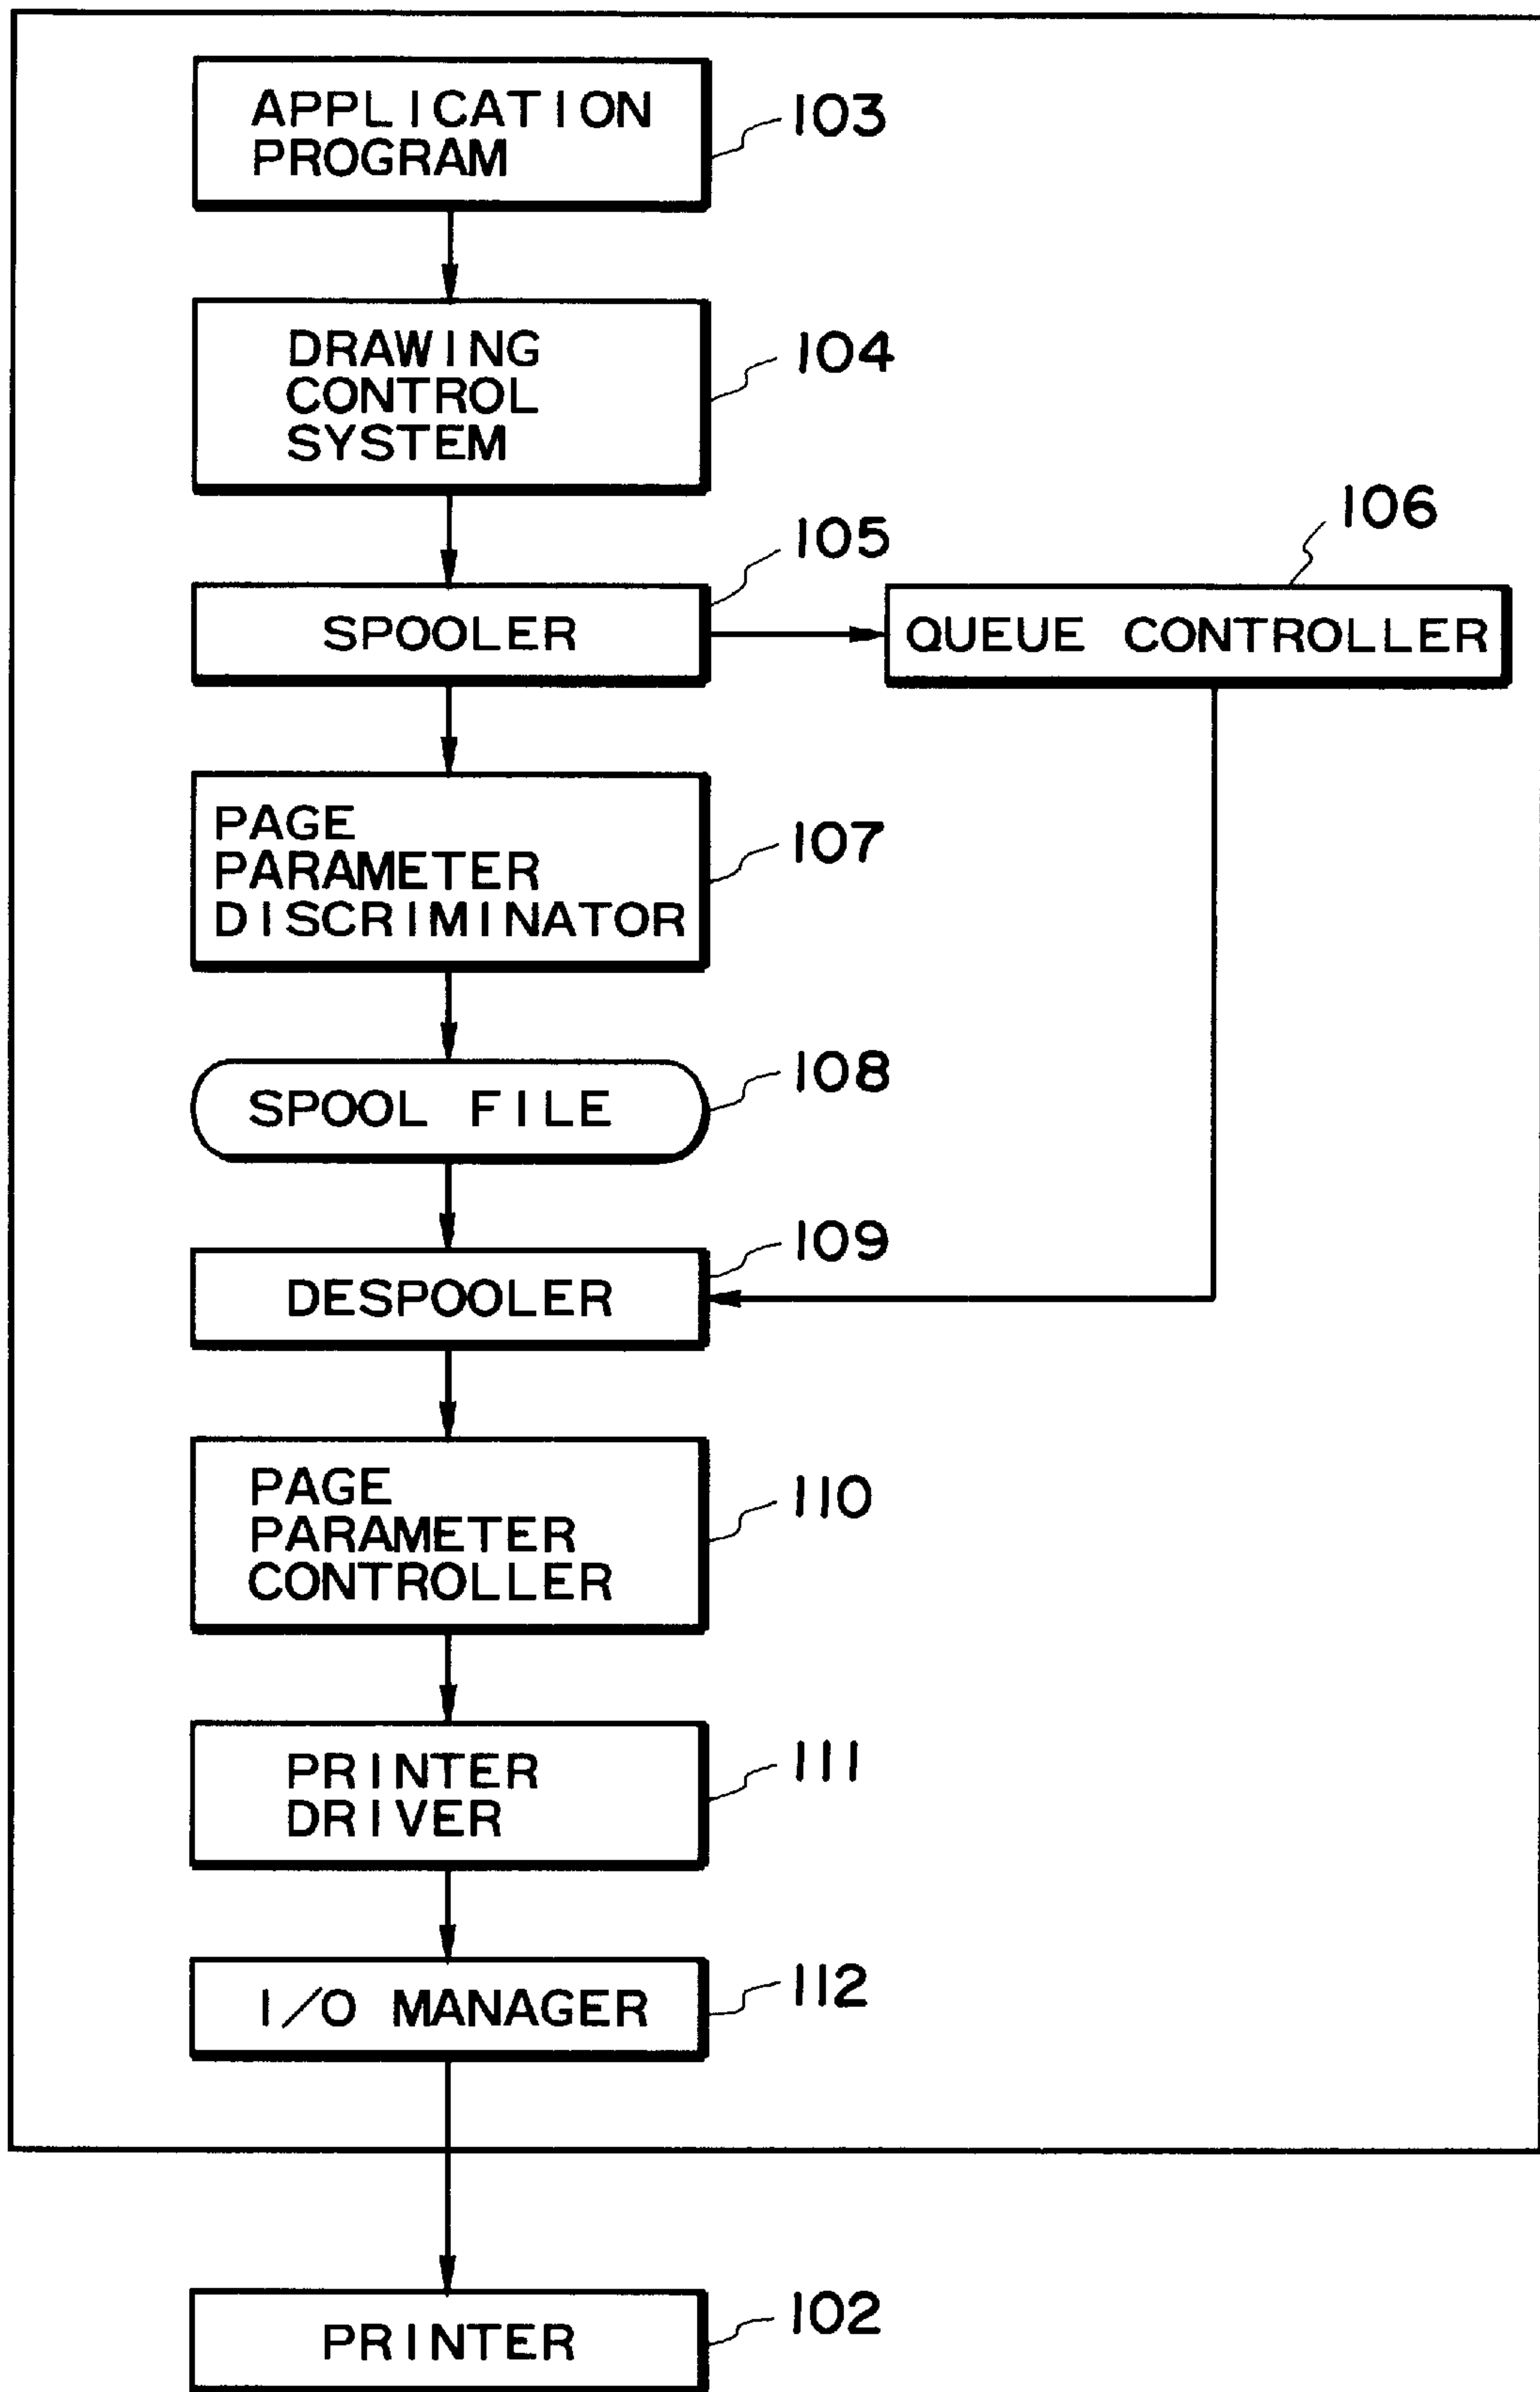 APPLICATION
PROGRAM
103
DRAWING
CONTROL
SYSTEM
104
105
106
SPOOLER
QUEUE CONTROLLER
PAGE
PARAMETER
DISCRIMINATOR
107
SPOOL FILE
108
109
DESPOOLER
PAGE
PARAMETER
CONTROLLER
110
PRINTER
DRIVER
111
I/O MANAGER
112
PRINTER
102